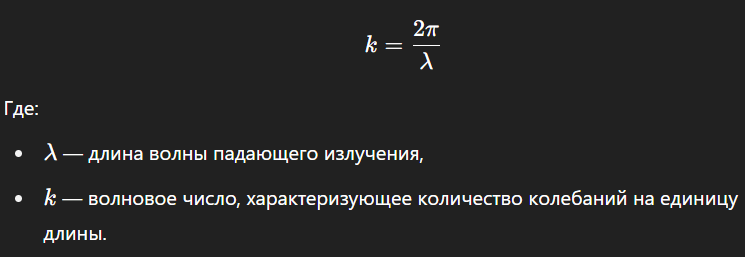 k = 2π/λ
Где:
• λ — длина волны падающего излучения,
• k — волновое число, характеризующее количество колебаний на единицу
длины.